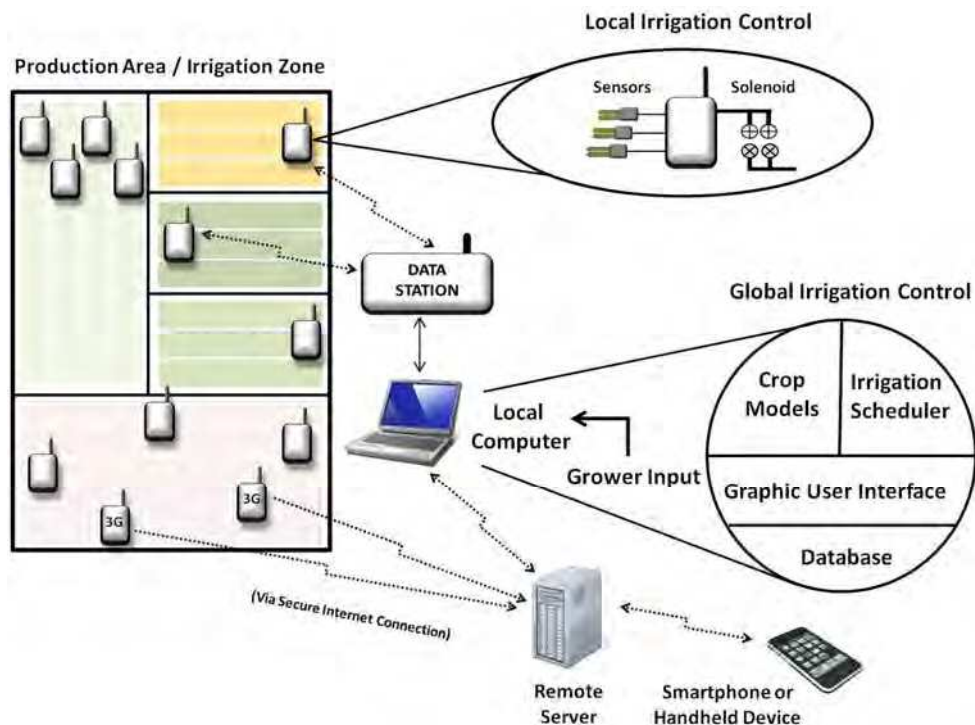 Local Irrigation Control
Production Area / Irrigation Zone
Sensors
Solenoid
DATA
STATION
Global Irrigation Control
Crop
Models
Irrigation
Scheduler
Local
Computer
Grower Input
Graphic User Interface
Database
3G
3G
(Via Secure Internet Connection)
Remote
Server
Smartphone or
Handheld Device